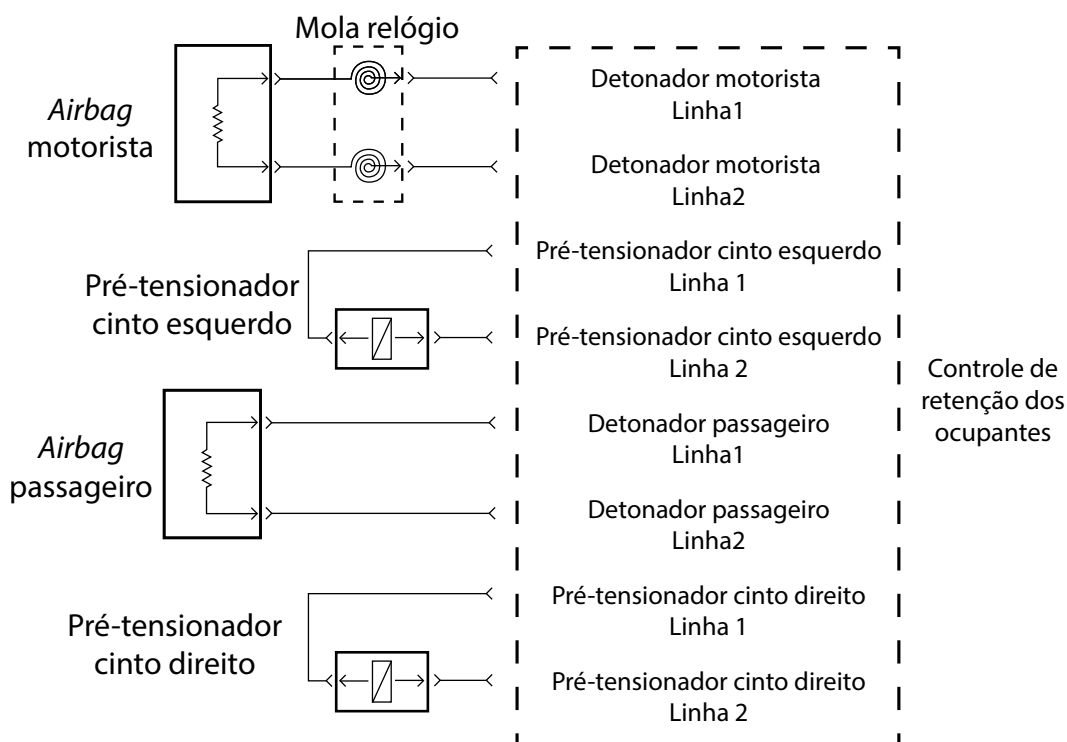 Mola relógio
Airbag
motorista
Detonador motorista
Linha1
Detonador motorista
Linha2
Pré-tensionador
cinto esquerdo
Pré-tensionador cinto esquerdo
Linha 1
Pré-tensionador cinto esquerdo
Linha 2
Controle de
retenção dos
ocupantes
Airbag
passageiro
Detonador passageiro
Linha1
Detonador passageiro
Linha2
Pré-tensionador
cinto direito
Pré-tensionador cinto direito
Linha 1
Pré-tensionador cinto direito
Linha 2